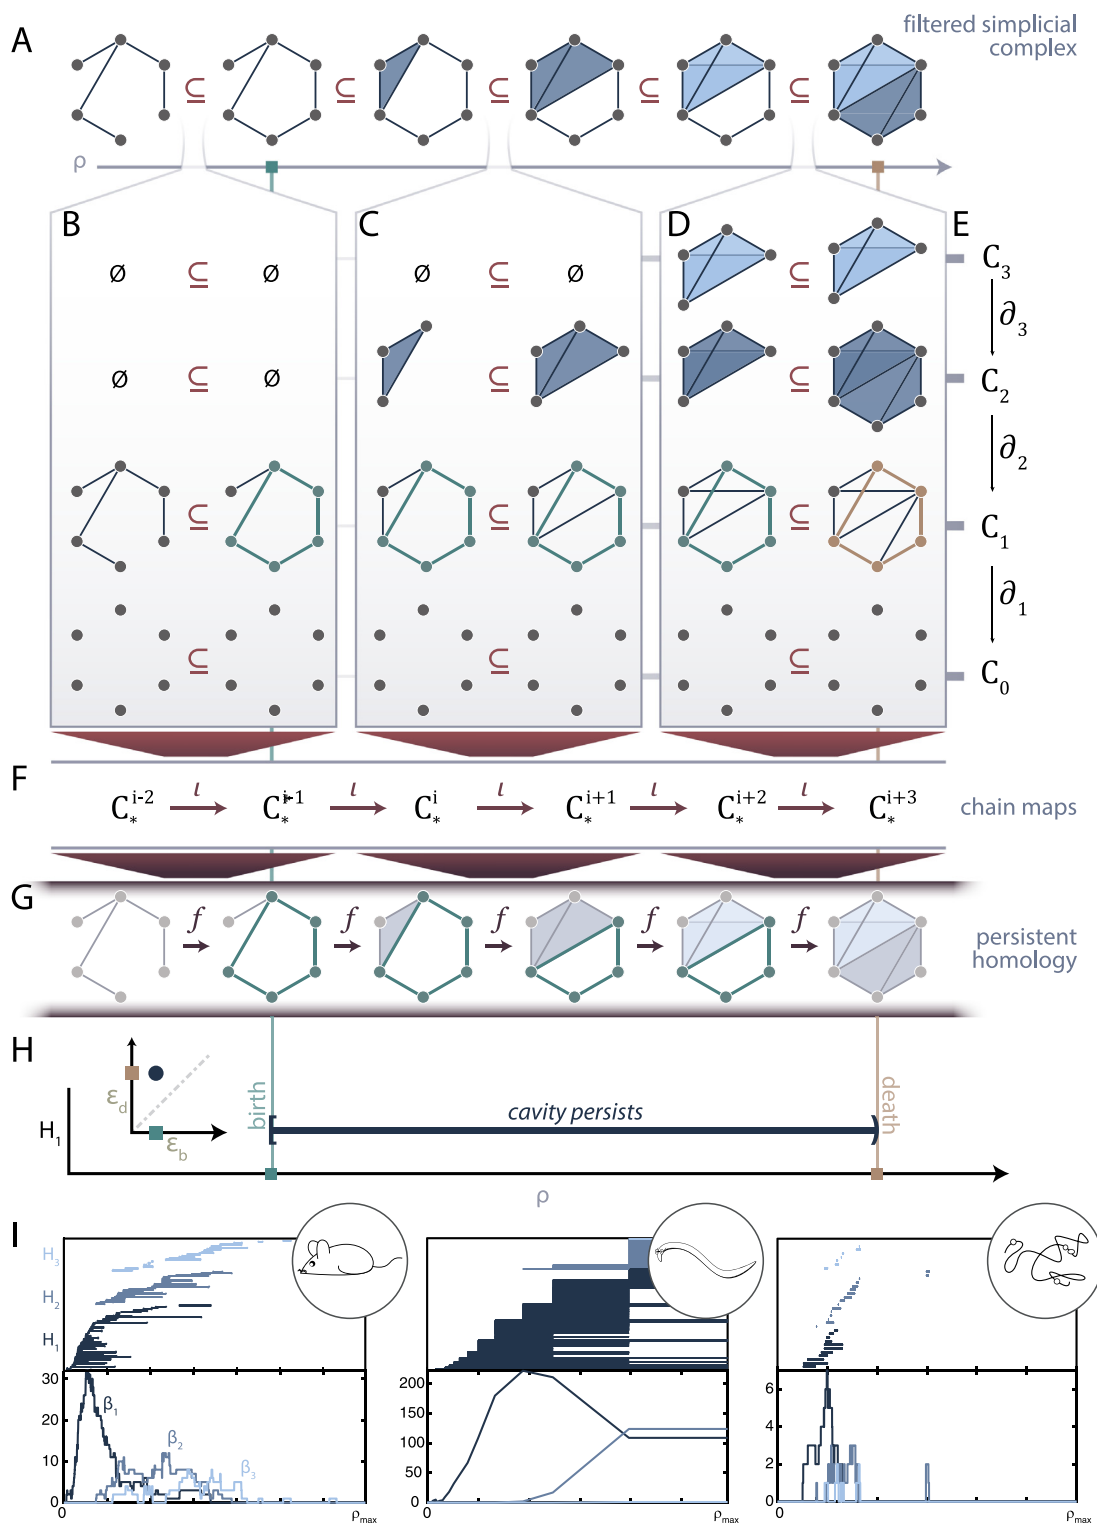 A
filtered simplicial
complex
⊆ ⊆ ⊆ ⊆ ⊆
ρ
B C D E
∅ ⊆ ∅ ∅ ⊆ ∅ ⊆ C₃
∂₃
∅ ⊆ ∅ ⊆ ⊆ C₂
∂₂
⊆ ⊆ ⊆ C₁
∂₁
⊆ ⊆ ⊆ C₀
F
C*^i-2 ι C*^i-1 ι C*^i ι C*^i+1 ι C*^i+2 ι C*^i+3
chain maps
G
f f f f f
persistent
homology
H
ε_d
ε_b
H₁
birth
cavity persists
death
ρ
I
H₃
H₂
H₁
30
20
10
0
β₁
β₂
β₃
0 ρmax
200
150
100
50
0
0 ρmax
6
4
2
0
0 ρmax